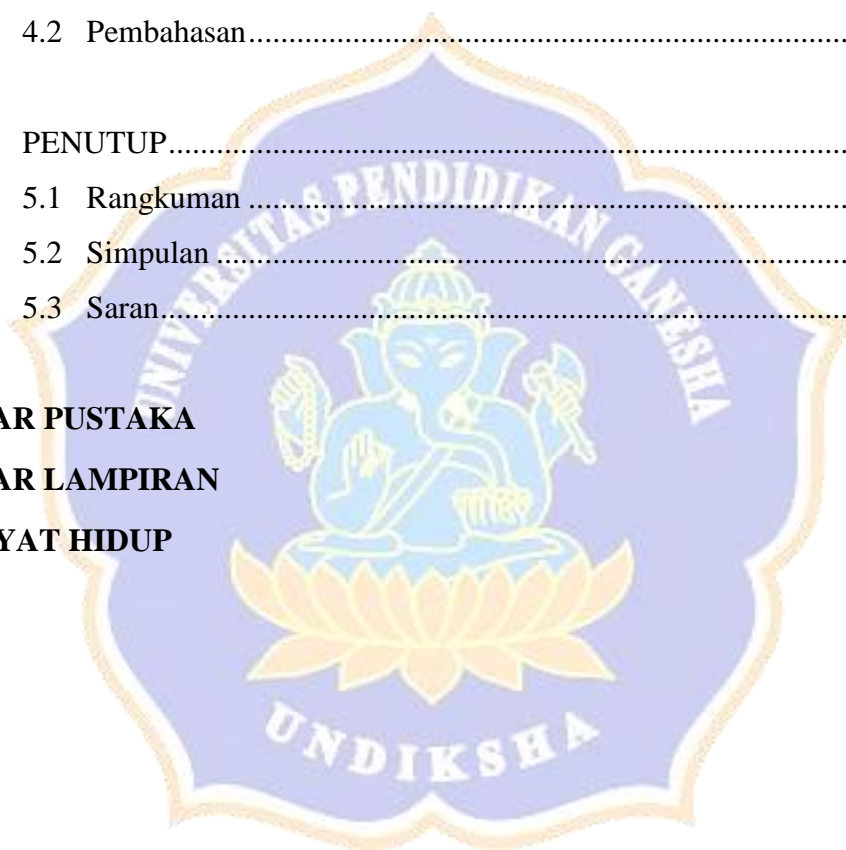 4.2 Pembahasan....................................................................................
PENUTUP..............................................................................................
5.1 Rangkuman ....................................................................................
5.2 Simpulan ........................................................................................
5.3 Saran...............................................................................................
UNIVERSITAS PENDIDIKAN GANESHA
AR PUSTAKA
AR LAMPIRAN
YAT HIDUP
UNDIKSHA